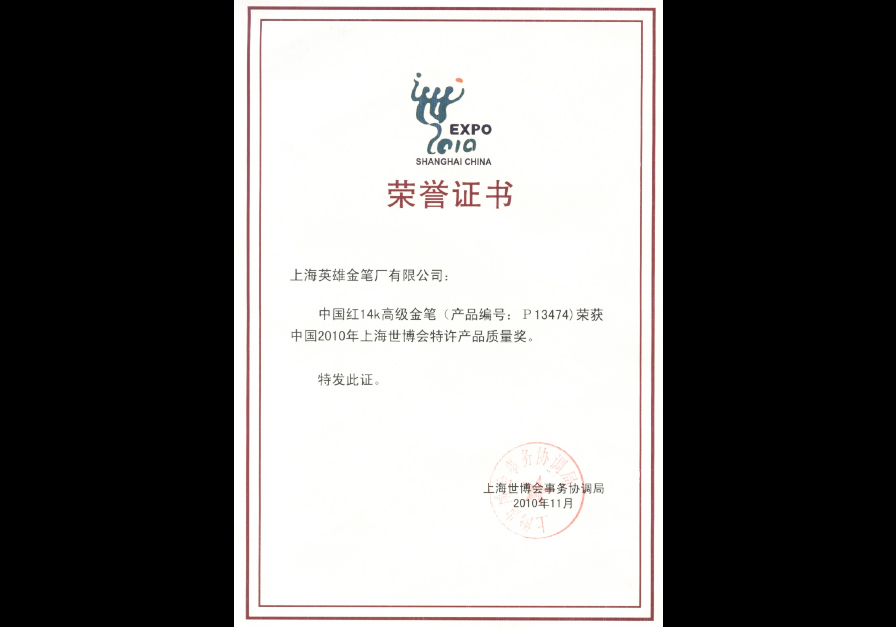 EXPO
2010
SHANGHAI CHINA
荣誉证书
上海英雄金笔厂有限公司:
中国红14k高级金笔（产品编号: P13474)荣获
中国2010年上海世博会特许产品质量奖。
特发此证。
上海世博会事务协调局
2010年11月